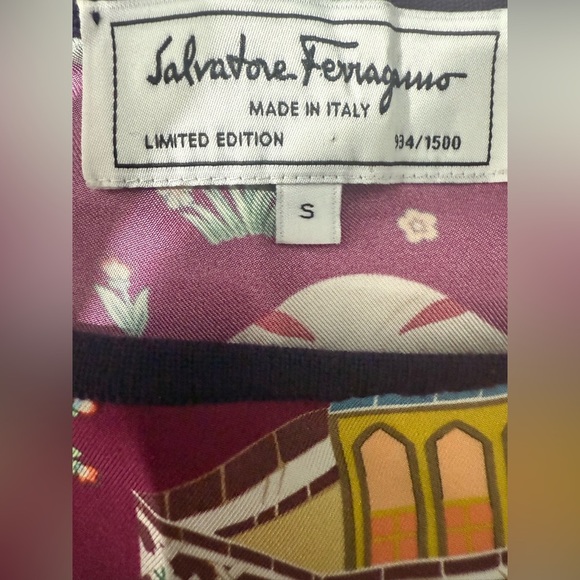 Salvatore Ferragamo
MADE IN ITALY
LIMITED EDITION 934/1500
S